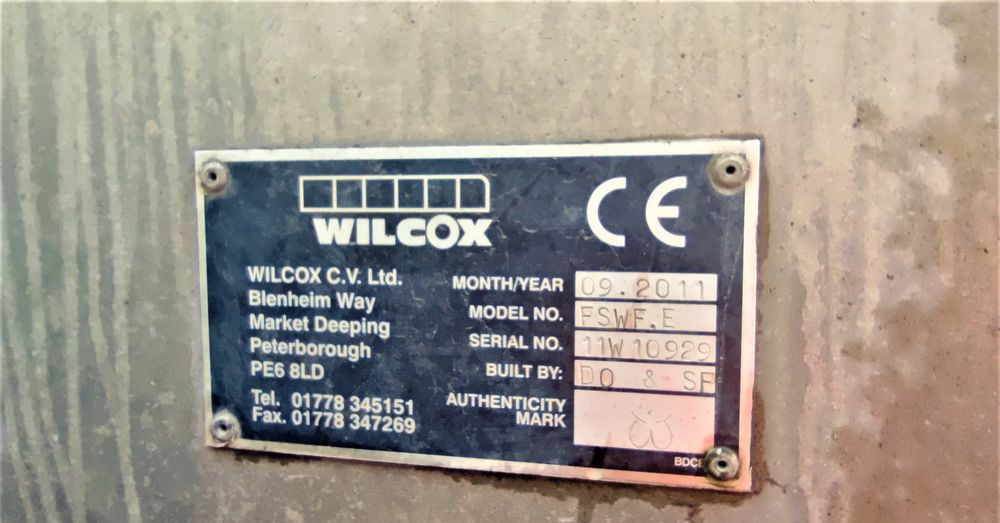 WILCOX
CE
WILCOX C.V. Ltd.
Blenheim Way
Market Deeping
Peterborough
PE6 8LD
Tel. 01778 345151
Fax. 01778 347269
MONTH/YEAR 09.2011
MODEL NO. FSWF.E
SERIAL NO. 11W10929
BUILT BY: DO & SF
AUTHENTICITY
MARK